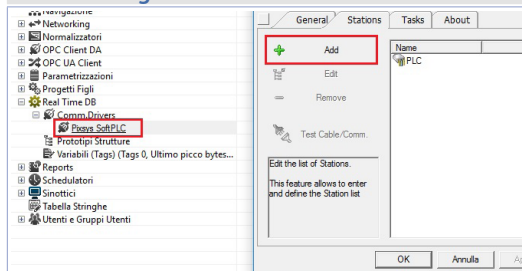 Navigazione
Networking
Normalizzatori
OPC Client DA
OPC UA Client
Parametrizzazioni
Progetti Figli
Real Time DB
Comm.Drivers
Pixsys SoftPLC
Prototipi Strutture
Variabili (Tags) (Tags 0, Ultimo picco bytes...
Reports
Schedulatori
Sinottici
Tabella Stringhe
Utenti e Gruppi Utenti
General Stations Tasks About
Add
Edit
Remove
Test Cable/Comm.
Edit the list of Stations.
This feature allows to enter
and define the Station list
Name
PLC
OK Annulla